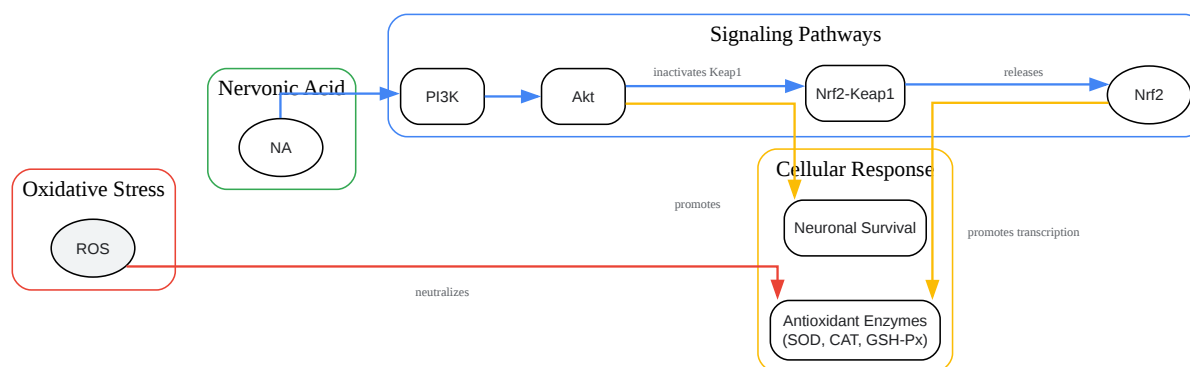 Signaling Pathways
inactivates Keap1
releases
Nervonic Acid
PI3K
Akt
Nrf2-Keap1
Nrf2
NA
Cellular Response
Oxidative Stress
promotes
Neuronal Survival
promotes transcription
ROS
neutralizes
Antioxidant Enzymes
(SOD, CAT, GSH-Px)